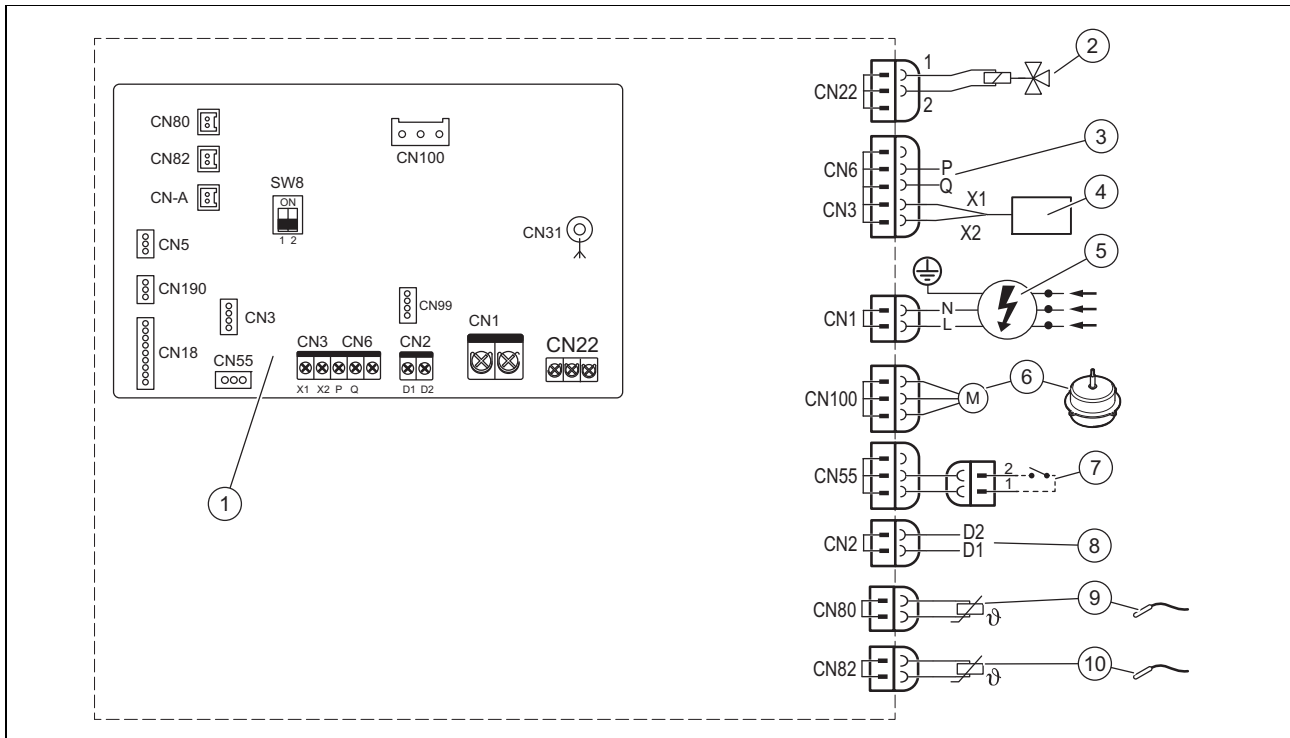 CN80
CN82
CN-A
CN5
CN190
CN18
CN3
CN55
SW8
ON
1 2
CN100
CN31
CN99
CN3 CN6
X1 X2 P Q
CN2
D1 D2
CN1
CN22
1
CN22
1
2
2
CN6
CN3
P
Q
X1
X2
3
4
CN1
N
L
5
CN100
M
6
CN55
2
1
7
CN2
D2
D1
8
CN80
ϑ
9
CN82
ϑ
10